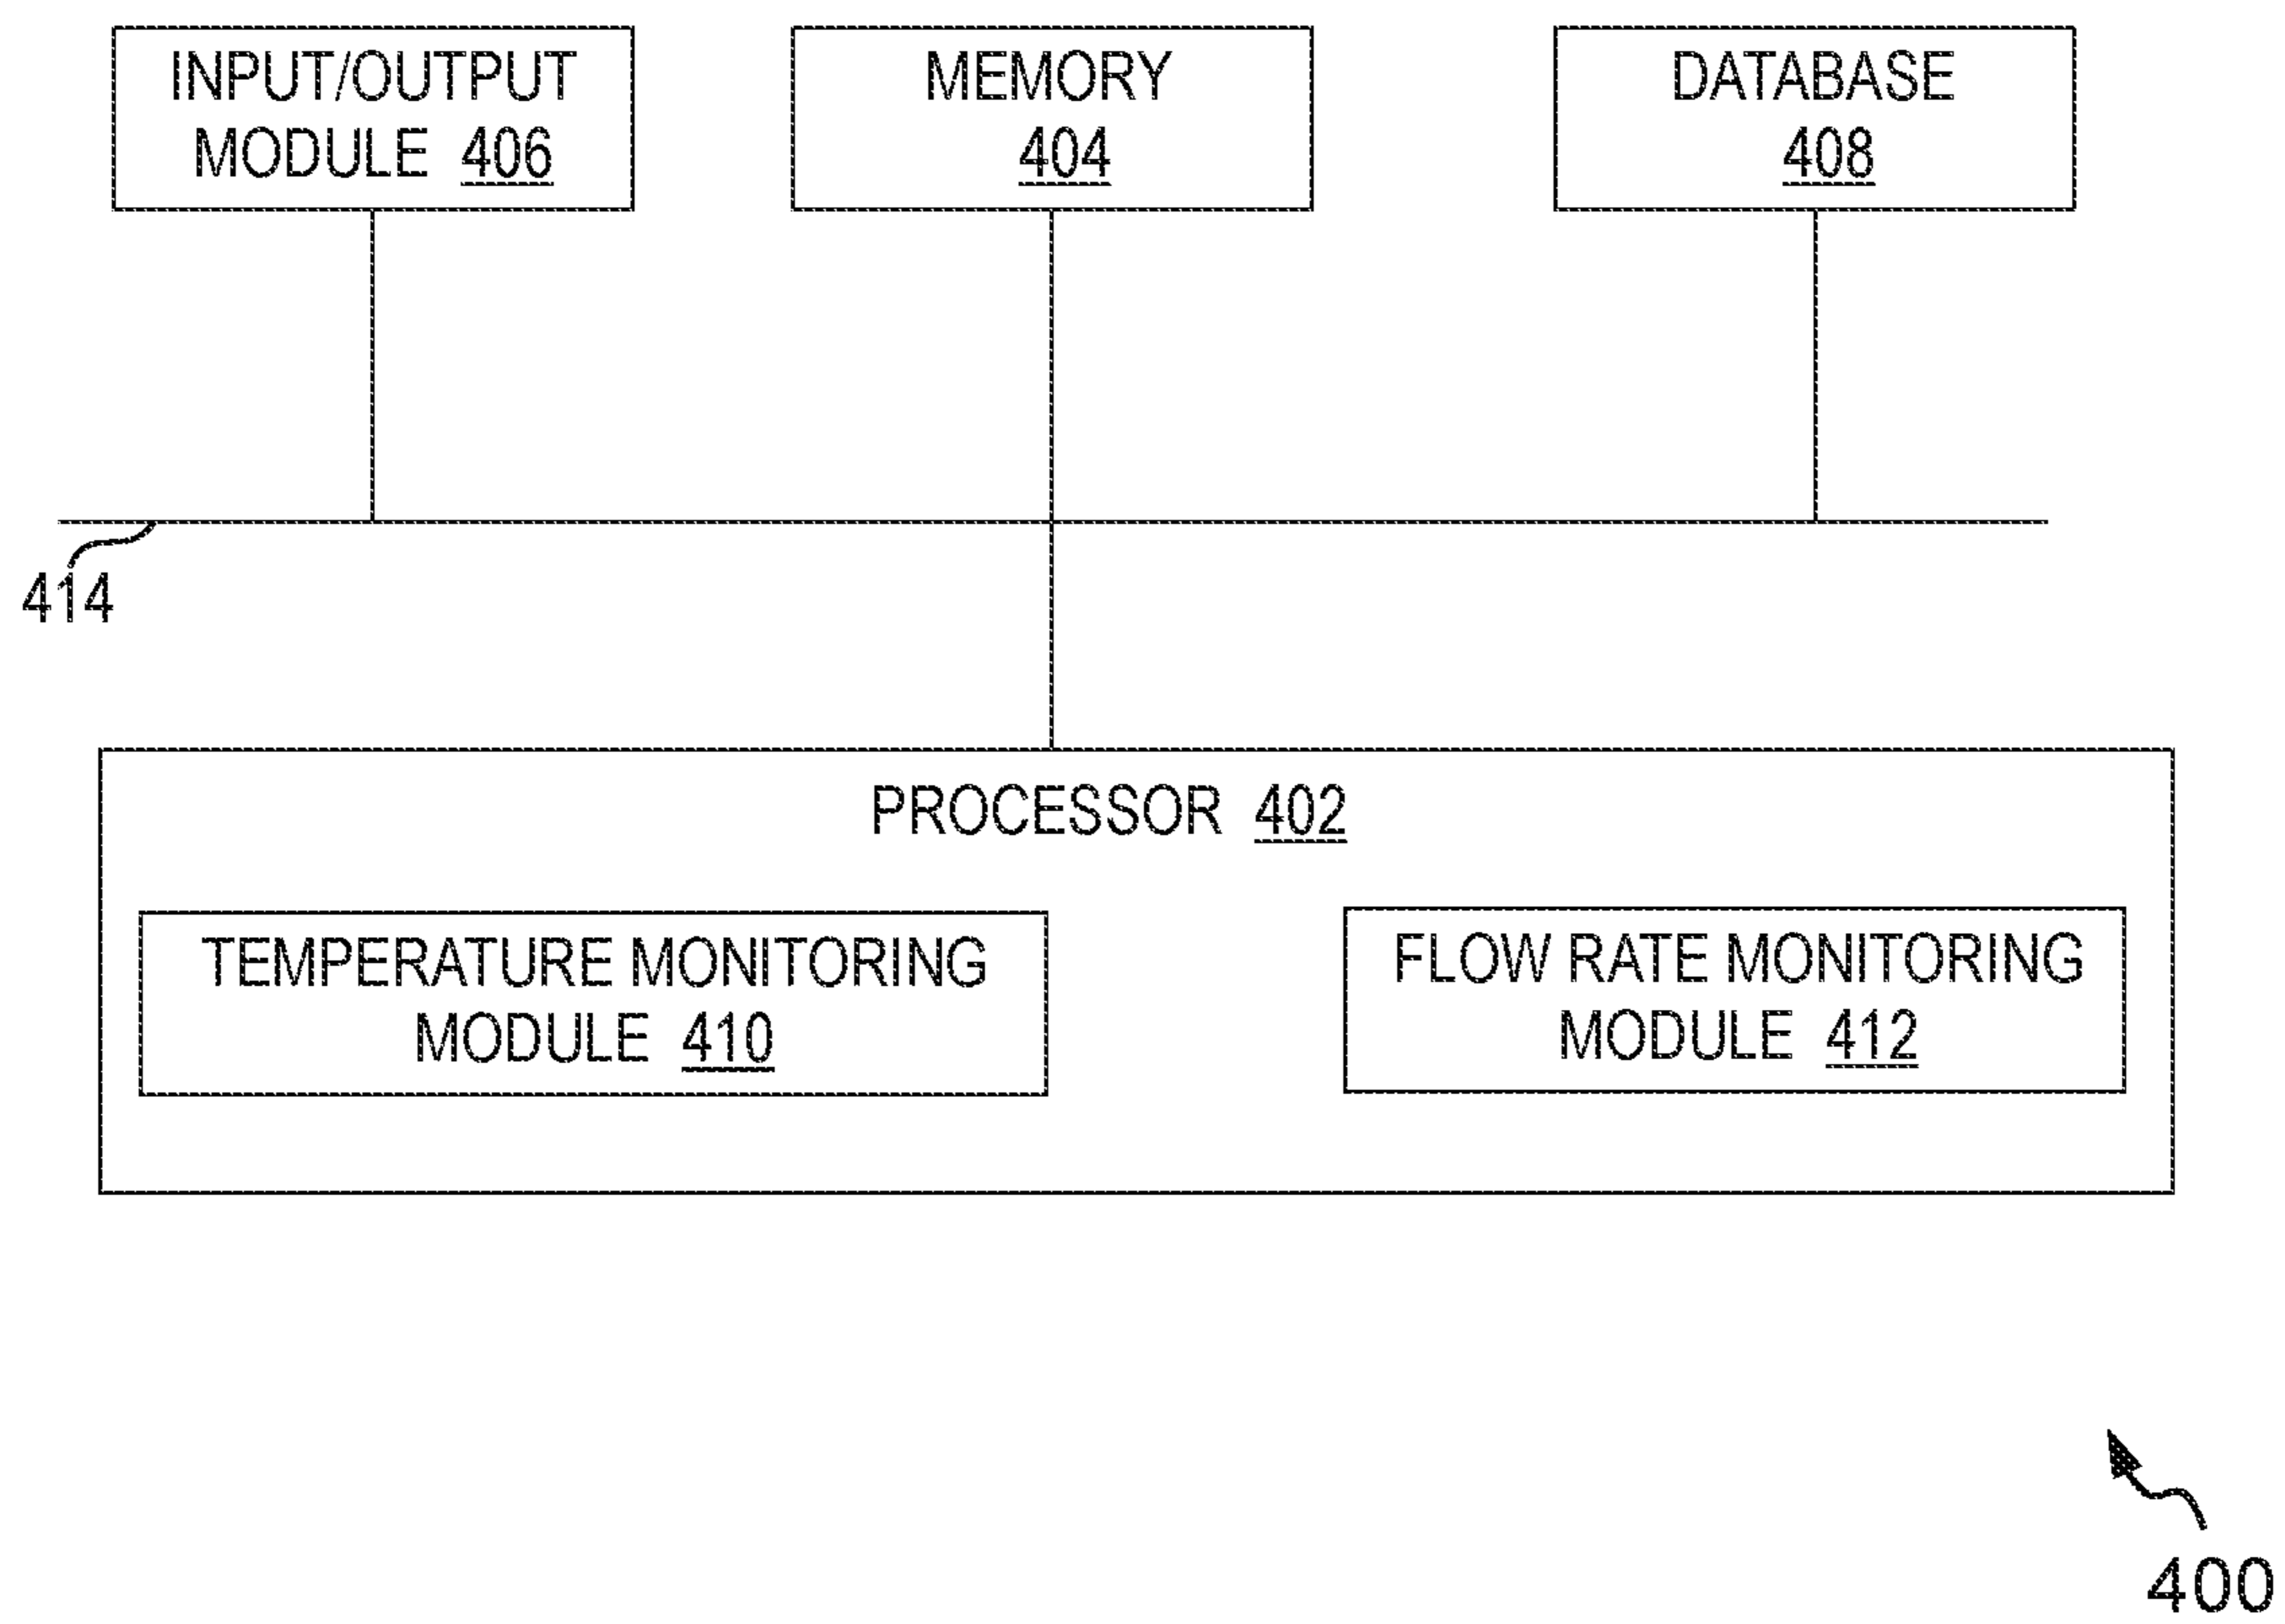 INPUT/OUTPUT
MODULE 406
MEMORY
404
DATABASE
408
414
PROCESSOR 402
TEMPERATURE MONITORING
MODULE 410
FLOW RATE MONITORING
MODULE 412
400